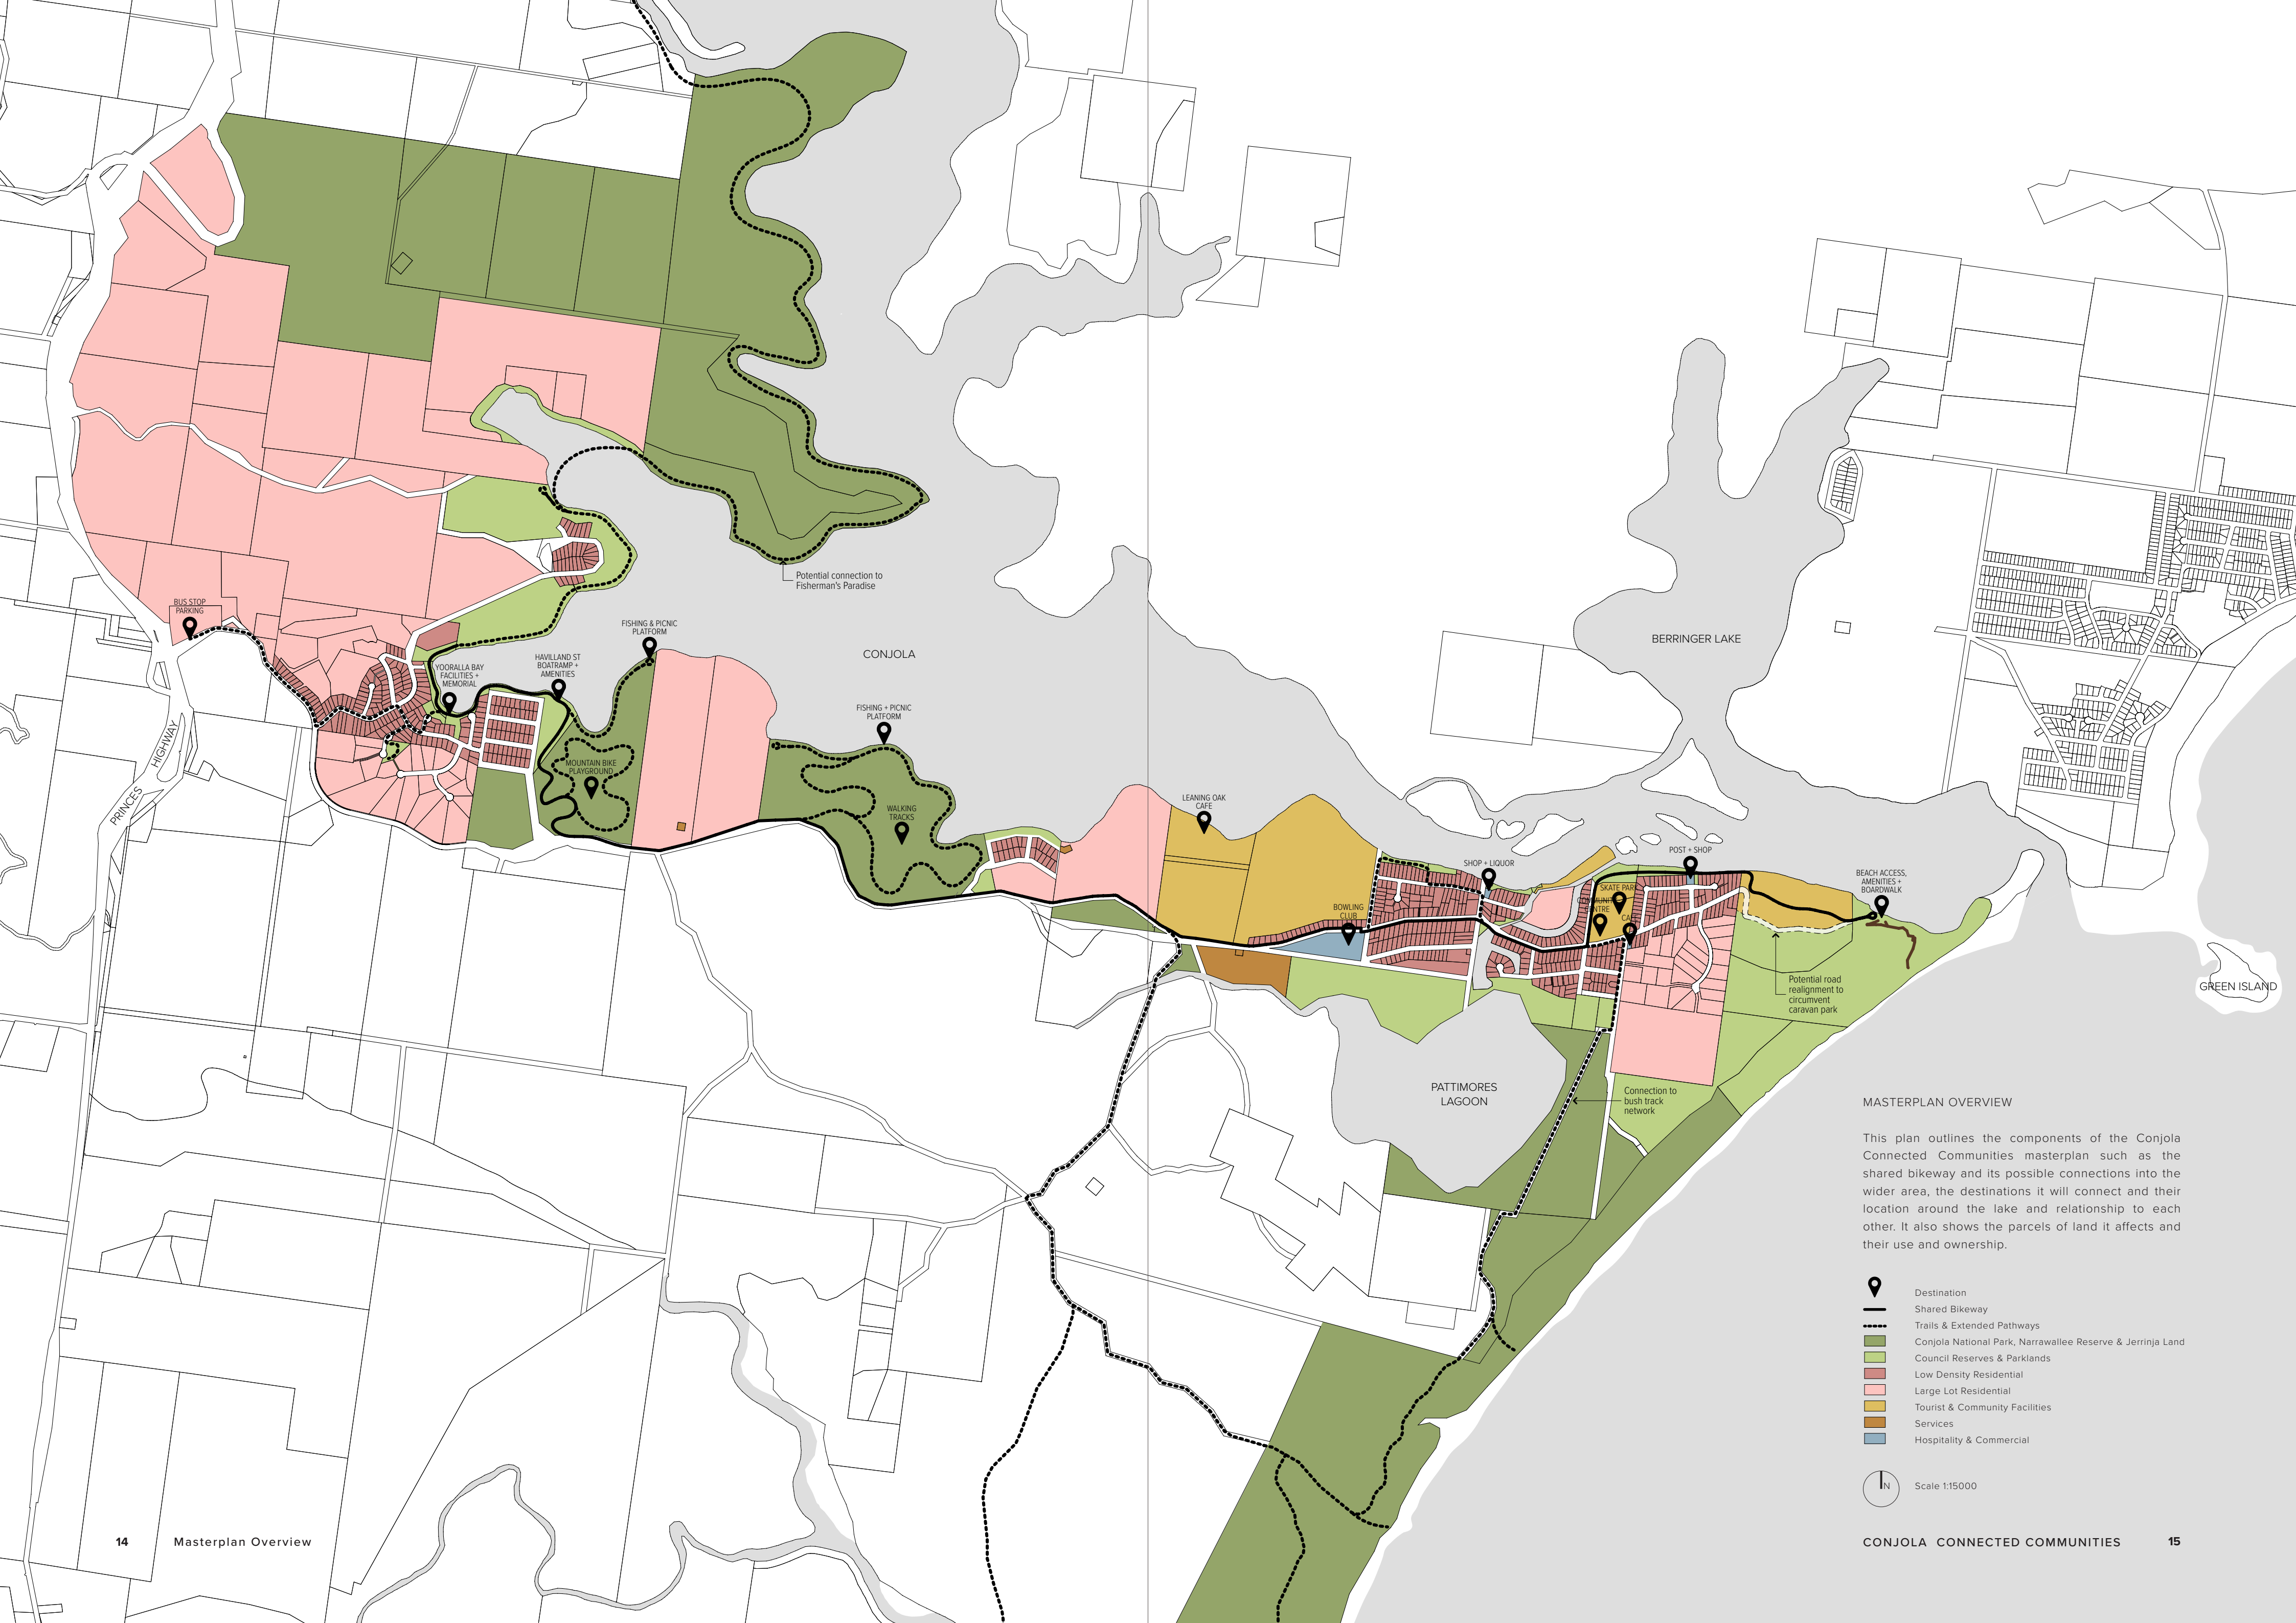 BUS STOP
PARKING
PRINCES
HIGHWAY
YOORALLA BAY
FACILITIES +
MEMORIAL
HAVILLAND ST
BOATRAMP +
AMENITIES
FISHING & PICNIC
PLATFORM
MOUNTAIN BIKE
PLAYGROUND
Potential connection to
Fisherman's Paradise
CONJOLA
FISHING + PICNIC
PLATFORM
WALKING
TRACKS
LEANING OAK
CAFE
BOWLING
CLUB
SHOP + LIQUOR
SKATE PARK
CENTRE
POST + SHOP
BEACH ACCESS,
AMENITIES +
BOARDWALK
BERRINGER LAKE
Potential road
realignment to
circumvent
caravan park
GREEN ISLAND
PATTIMORES
LAGOON
Connection to
bush track
network
MASTERPLAN OVERVIEW
This plan outlines the components of the Conjola
Connected Communities masterplan such as the
shared bikeway and its possible connections into the
wider area, the destinations it will connect and their
location around the lake and relationship to each
other. It also shows the parcels of land it affects and
their use and ownership.
Destination
Shared Bikeway
Trails & Extended Pathways
Conjola National Park, Narrawallee Reserve & Jerrinja Land
Council Reserves & Parklands
Low Density Residential
Large Lot Residential
Tourist & Community Facilities
Services
Hospitality & Commercial
N
Scale 1:15000
14 Masterplan Overview
CONJOLA CONNECTED COMMUNITIES 15